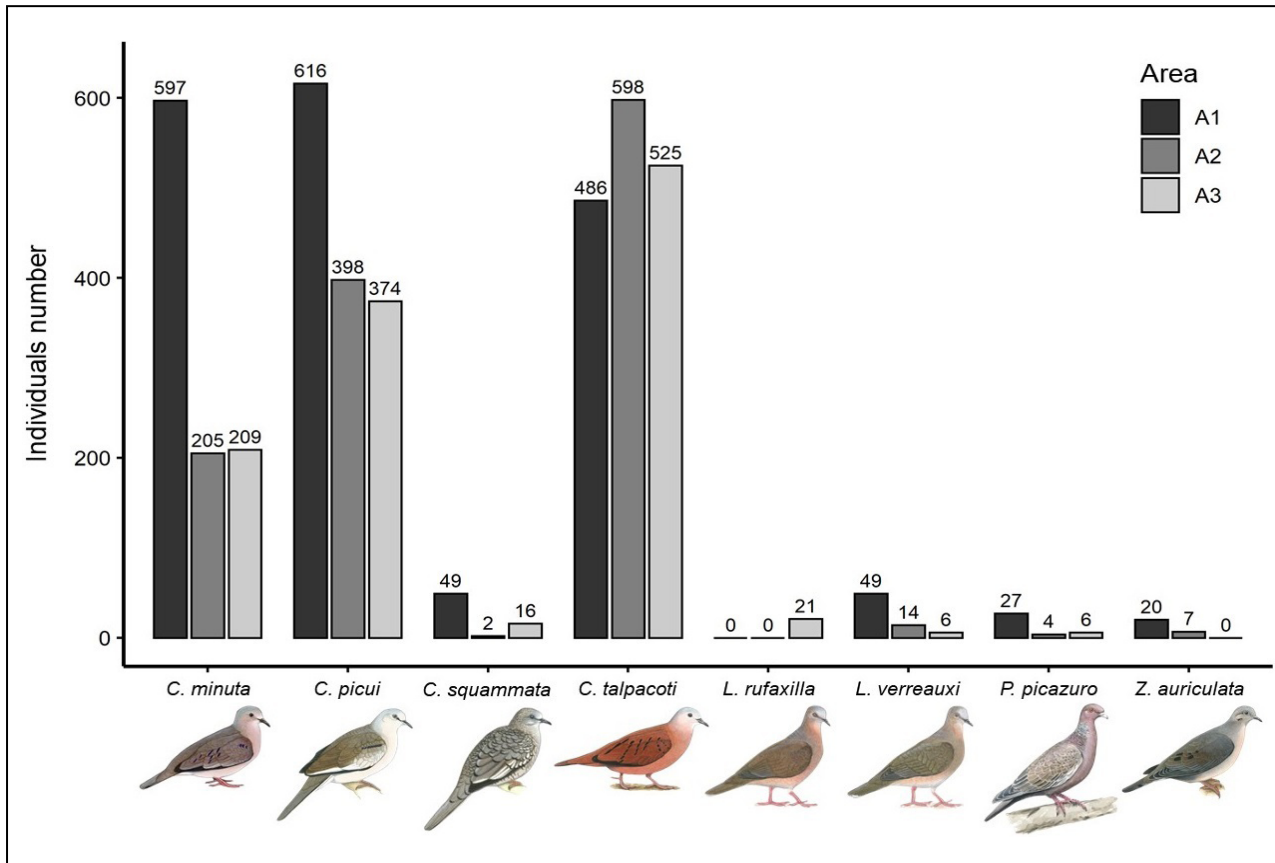 Individuals number
600
400
200
0
597
205
209
616
398
374
49
2
16
486
598
525
0
0
21
49
14
6
27
4
6
20
7
0
C. minuta
C. picui
C. squammata
C. talpacoti
L. rufaxilla
L. verreauxi
P. picazuro
Z. auriculata
Area
A1
A2
A3